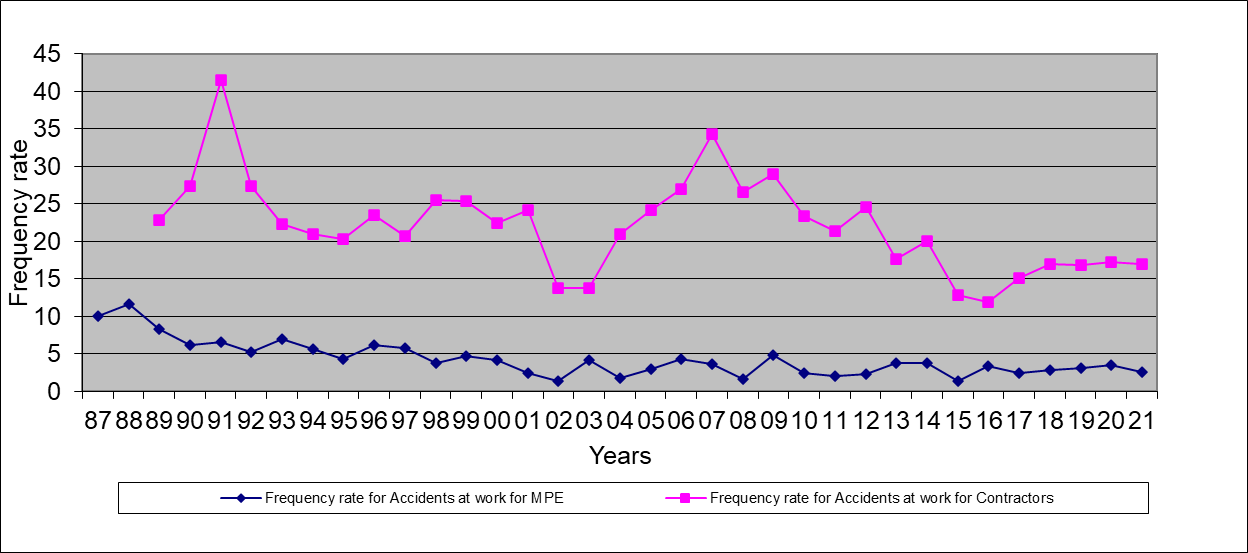 45
40
35
30
25
20
15
10
5
0
Frequency rate
87 88 89 90 91 92 93 94 95 96 97 98 99 00 01 02 03 04 05 06 07 08 09 10 11 12 13 14 15 16 17 18 19 20 21
Years
Frequency rate for Accidents at work for MPE Frequency rate for Accidents at work for Contractors